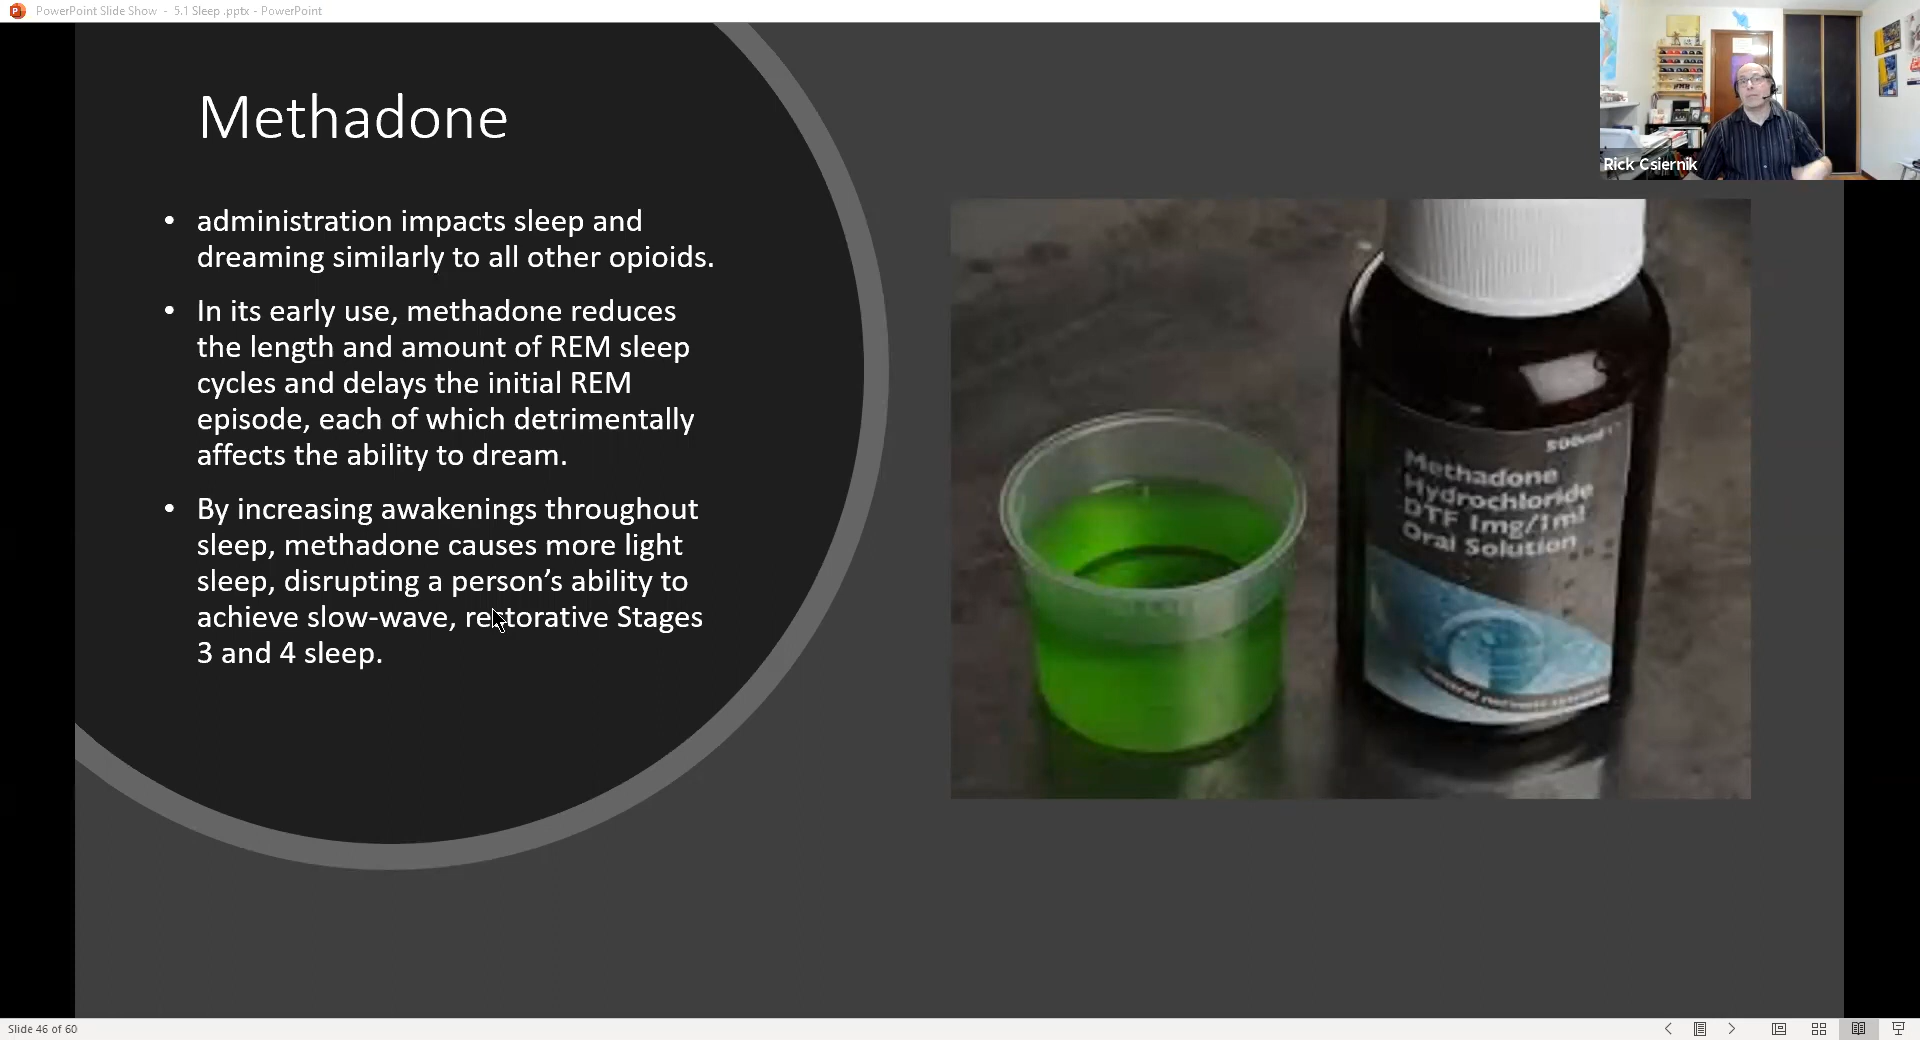 PowerPoint Slide Show - 5.1 Sleep .pptx - PowerPoint
Rick Csiernik
Methadone
• administration impacts sleep and
dreaming similarly to all other opioids.
• In its early use, methadone reduces
the length and amount of REM sleep
cycles and delays the initial REM
episode, each of which detrimentally
affects the ability to dream.
• By increasing awakenings throughout
sleep, methadone causes more light
sleep, disrupting a person’s ability to
achieve slow-wave, restorative Stages
3 and 4 sleep.
500ml
Methadone
Hydrochloride
DTF 1mg/1ml
Oral Solution
Slide 46 of 60